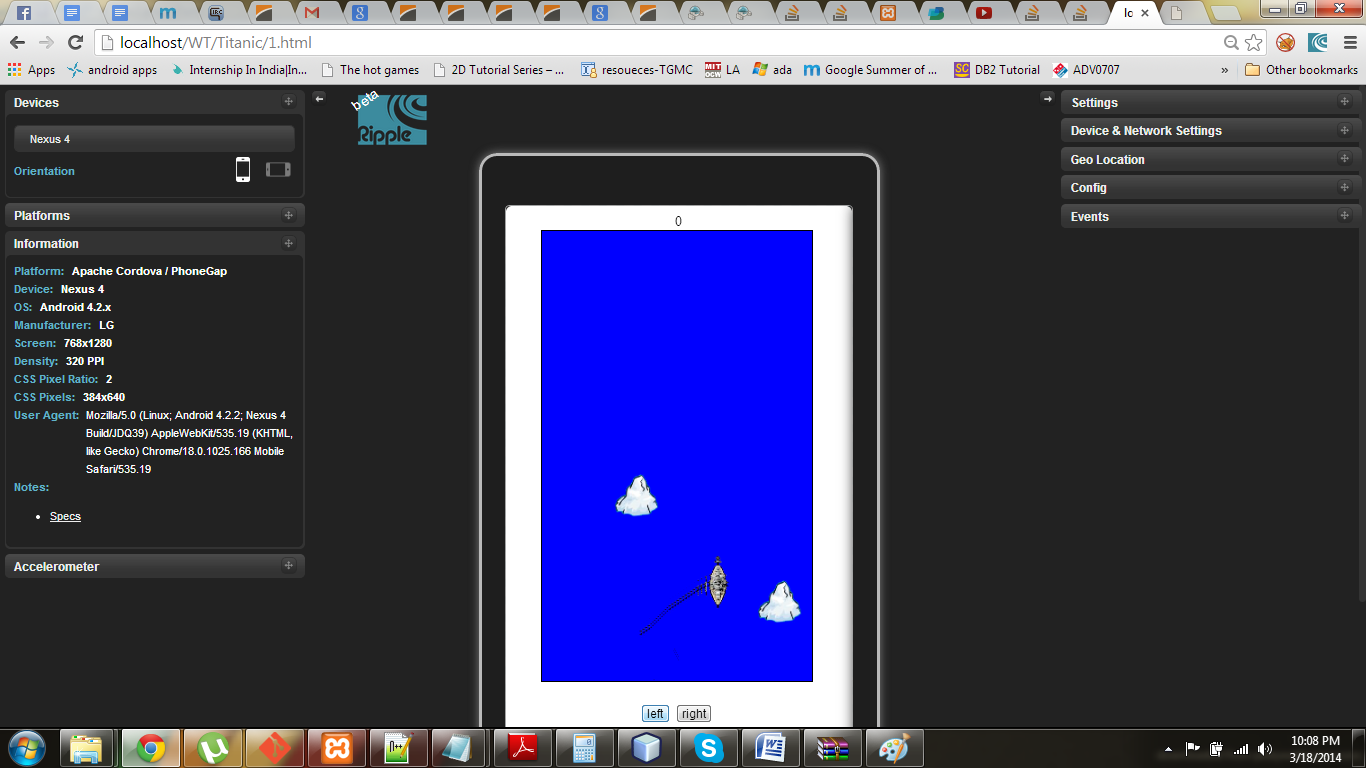 lo
localhost/WT/Titanic/1.html
Apps
android apps
Internship In India|In...
The hot games
2D Tutorial Series – ...
resoueces-TGMC
MIT OCW
LA
ada
Google Summer of ...
SC
DB2 Tutorial
ADV0707
»
Other bookmarks
Devices
Nexus 4
Orientation
Platforms
Information
Platform: Apache Cordova / PhoneGap
Device: Nexus 4
OS: Android 4.2.x
Manufacturer: LG
Screen: 768x1280
Density: 320 PPI
CSS Pixel Ratio: 2
CSS Pixels: 384x640
User Agent: Mozilla/5.0 (Linux; Android 4.2.2; Nexus 4
Build/JDQ39) AppleWebKit/535.19 (KHTML,
like Gecko) Chrome/18.0.1025.166 Mobile
Safari/535.19
Notes:
• Specs
Accelerometer
beta
Ripple
0
left right
Settings
Device & Network Settings
Geo Location
Config
Events
10:08 PM
3/18/2014